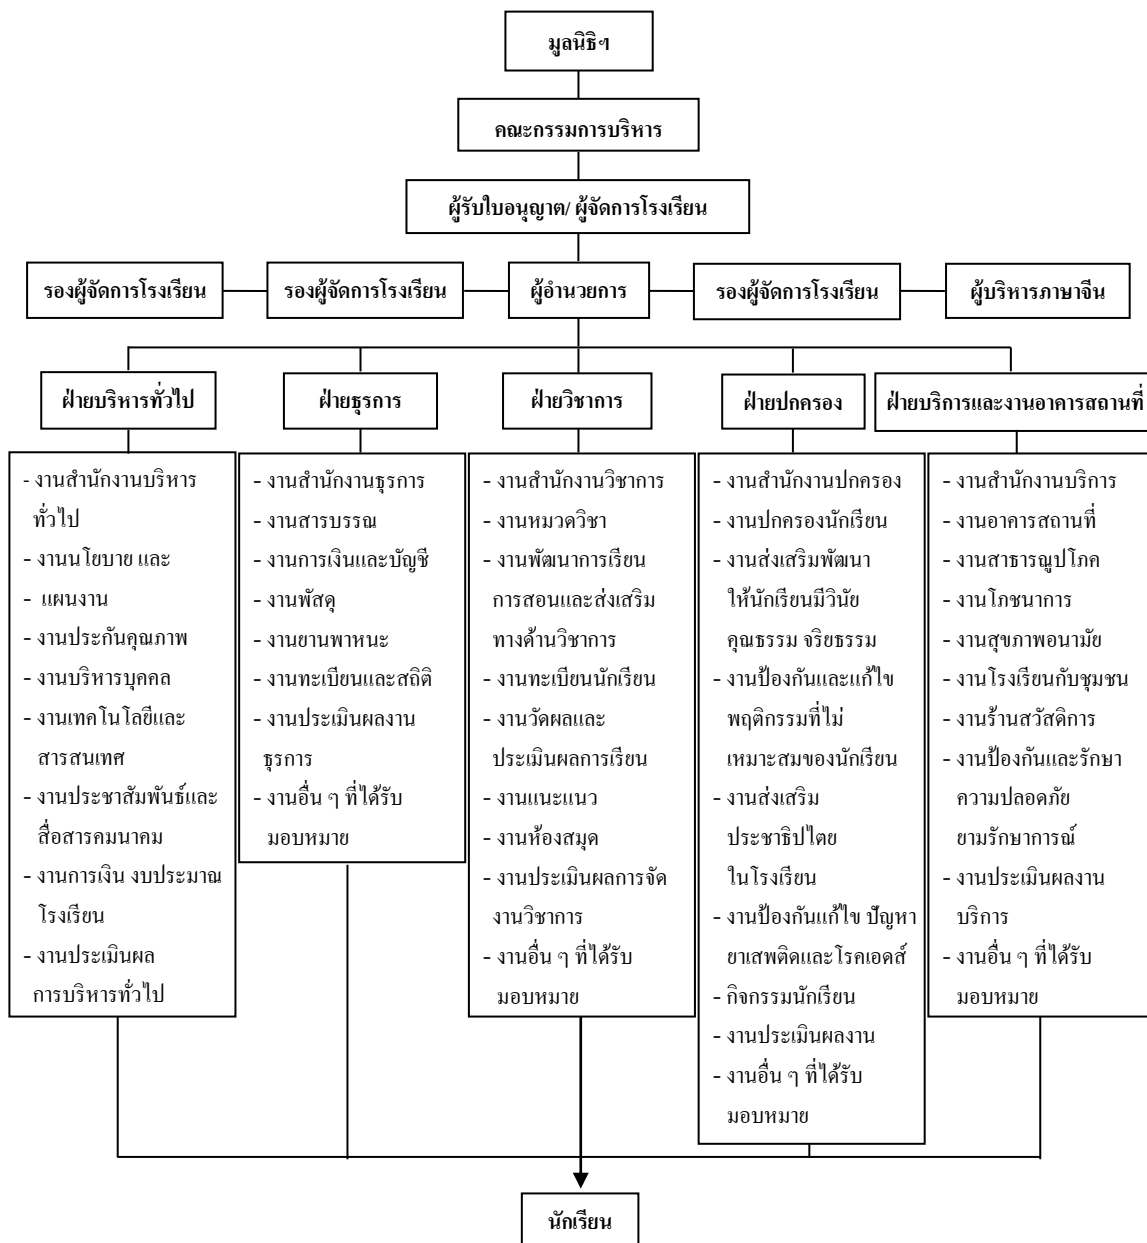 มูลนิธิฯ
คณะกรรมการบริหาร
ผู้รับใบอนุญาต/ ผู้จัดการโรงเรียน
รองผู้จัดการโรงเรียน
รองผู้จัดการโรงเรียน
ผู้อำนวยการ
รองผู้จัดการโรงเรียน
ผู้บริหารภาษาจีน
ฝ่ายบริหารทั่วไป
ฝ่ายธุรการ
ฝ่ายวิชาการ
ฝ่ายปกครอง
ฝ่ายบริการและงานอาคารสถานที่
- งานสำนักงานบริหาร
ทั่วไป
- งานนโยบาย และ
- แผนงาน
- งานประกันคุณภาพ
- งานบริหารบุคคล
- งานเทคโนโลยีและ
สารสนเทศ
- งานประชาสัมพันธ์และ
สื่อสารคมนาคม
- งานการเงิน งบประมาณ
โรงเรียน
- งานประเมินผล
การบริหารทั่วไป
- งานสำนักงานธุรการ
- งานสารบรรณ
- งานการเงินและบัญชี
- งานพัสดุ
- งานยานพาหนะ
- งานทะเบียนและสถิติ
- งานประเมินผลงาน
ธุรการ
- งานอื่น ๆ ที่ได้รับ
มอบหมาย
- งานสำนักงานวิชาการ
- งานหมวดวิชา
- งานพัฒนาการเรียน
การสอนและส่งเสริม
ทางด้านวิชาการ
- งานทะเบียนนักเรียน
- งานวัดผลและ
ประเมินผลการเรียน
- งานแนะแนว
- งานห้องสมุด
- งานประเมินผลการจัด
งานวิชาการ
- งานอื่น ๆ ที่ได้รับ
มอบหมาย
- งานสำนักงานปกครอง
- งานปกครองนักเรียน
- งานส่งเสริมพัฒนา
ให้นักเรียนมีวินัย
คุณธรรม จริยธรรม
- งานป้องกันและแก้ไข
พฤติกรรมที่ไม่
เหมาะสมของนักเรียน
- งานส่งเสริม
ประชาธิปไตย
ในโรงเรียน
- งานป้องกันแก้ไข ปัญหา
ยาเสพติดและโรคเอดส์
- กิจกรรมนักเรียน
- งานประเมินผลงาน
- งานอื่น ๆ ที่ได้รับ
มอบหมาย
- งานสำนักงานบริการ
- งานอาคารสถานที่
- งานสาธารณูปโภค
- งานโภชนาการ
- งานสุขภาพอนามัย
- งานโรงเรียนกับชุมชน
- งานร้านสวัสดิการ
- งานป้องกันและรักษา
ความปลอดภัย
ยามรักษาการณ์
- งานประเมินผลงาน
บริการ
- งานอื่น ๆ ที่ได้รับ
มอบหมาย
นักเรียน